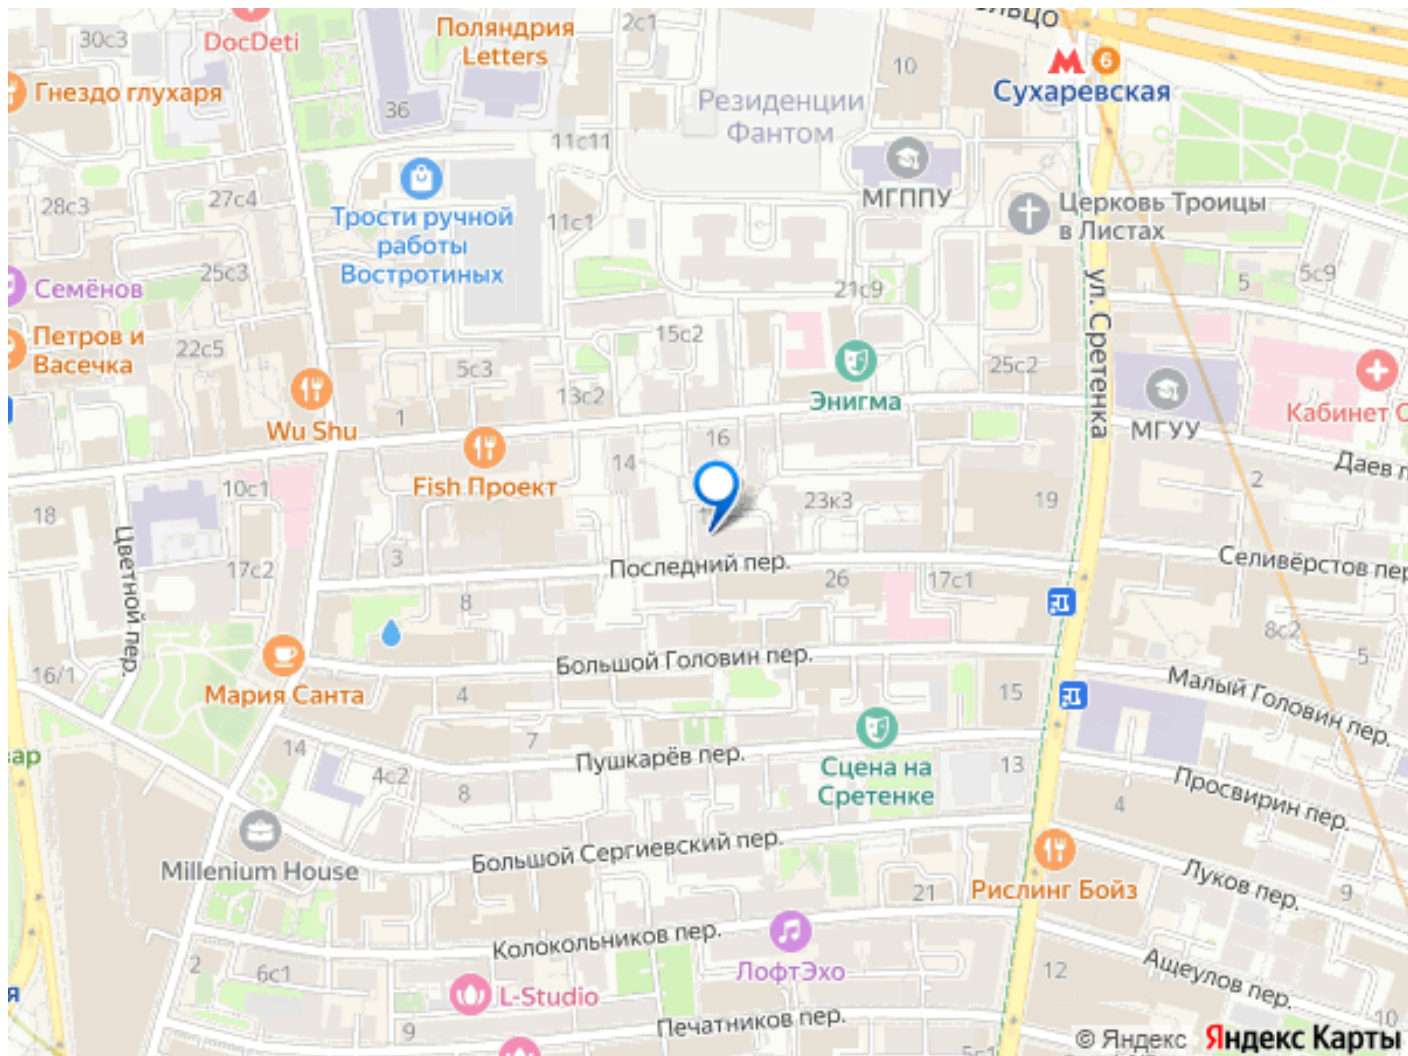 ольцо
2с1
30с3
DocDeti
Поляндрия
Letters
10
6
Сухаревская
Гнездо глухаря
36
Резиденции
Фантом
11с11
МГППУ
28с3
27с4
Трости ручной
работы
Востротиных
11с1
Церковь Троицы
в Листах
25с3
Семёнов
21с9
5
5с9
ул. Сретенка
Петров и
Васечка
22с5
15с2
5с3
13с2
25с2
Энигма
Wu Shu
1
МГУУ
Кабинет О
16
14
Fish Проект
Даев п
2
10с1
18
23к3
19
Цветной пер.
3
17с2
Последний пер.
26
17с1
Селивёрстов пер
8
8с2
5
16/1
Большой Головин пер.
Мария Санта
4
15
Малый Головин пер.
вар
14
7
4с2
8
Пушкарёв пер.
Сцена на
Сретенке
13
Просвирин пер.
4
Millenium House
Большой Сергиевский пер.
21
Рислинг Бойз
Луков пер.
9
Колокольников пер.
ЛофтЭхо
2
6с1
L-Studio
12
Ащеулов пер.
10
я
9
Печатников пер.
5с1
© Яндекс Яндекс Карты